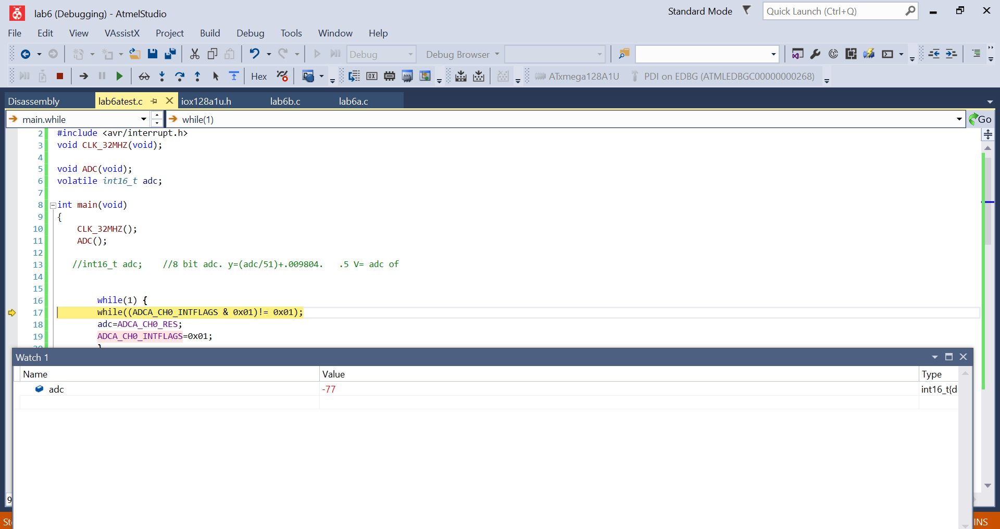 lab6 (Debugging) - AtmelStudio
Standard Mode
Quick Launch (Ctrl+Q)
File Edit View VAssistX Project Build Debug Tools Window Help
Debug
Debug Browser
Hex
ATxmega128A1U
PDI on EDBG (ATMLEDBGC00000000268)
Disassembly
lab6atest.c
iox128a1u.h
lab6b.c
lab6a.c
main.while
while(1)
Go
2 #include <avr/interrupt.h>
3 void CLK_32MHZ(void);
4
5 void ADC(void);
6 volatile int16_t adc;
7
8 int main(void)
9 {
10 CLK_32MHZ();
11 ADC();
12
13 //int16_t adc; //8 bit adc. y=(adc/51)+.009804. .5 V= adc of
14
15
16 while(1) {
17 while((ADCA_CH0_INTFLAGS & 0x01)!= 0x01);
18 adc=ADCA_CH0_RES;
19 ADCA_CH0_INTFLAGS=0x01;
20 }
Watch 1
Name Value Type
adc -77 int16_t{d
9
St
INS